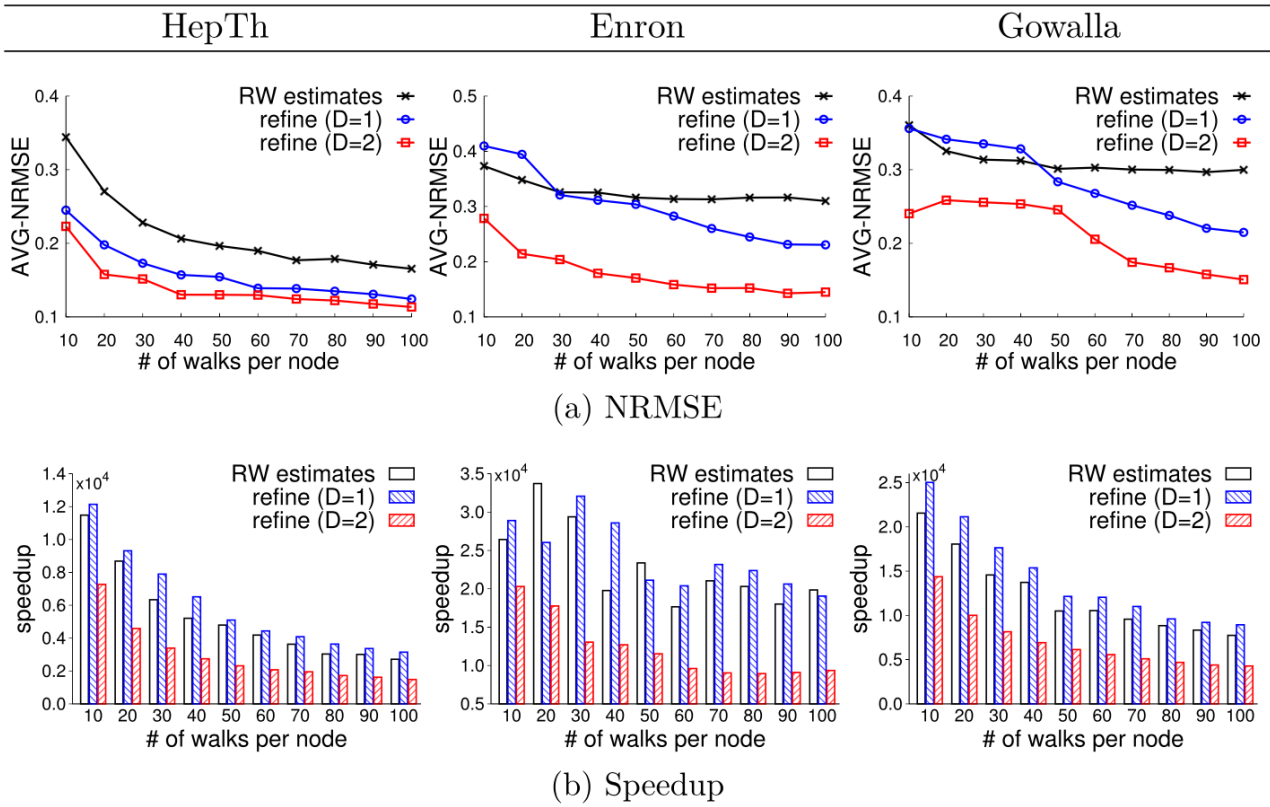 HepTh Enron Gowalla
RW estimates
refine (D=1)
refine (D=2)
AVG-NRMSE
0.4
0.3
0.2
0.1
10 20 30 40 50 60 70 80 90 100
# of walks per node
RW estimates
refine (D=1)
refine (D=2)
AVG-NRMSE
0.5
0.4
0.3
0.2
0.1
10 20 30 40 50 60 70 80 90 100
# of walks per node
RW estimates
refine (D=1)
refine (D=2)
AVG-NRMSE
0.4
0.3
0.2
0.1
10 20 30 40 50 60 70 80 90 100
# of walks per node
(a) NRMSE
RW estimates
refine (D=1)
refine (D=2)
speedup
×10⁴
1.4
1.2
1.0
0.8
0.6
0.4
0.2
0.0
10 20 30 40 50 60 70 80 90 100
# of walks per node
RW estimates
refine (D=1)
refine (D=2)
speedup
×10⁴
3.5
3.0
2.5
2.0
1.5
1.0
0.5
10 20 30 40 50 60 70 80 90 100
# of walks per node
RW estimates
refine (D=1)
refine (D=2)
speedup
×10⁴
2.5
2.0
1.5
1.0
0.5
0.0
10 20 30 40 50 60 70 80 90 100
# of walks per node
(b) Speedup